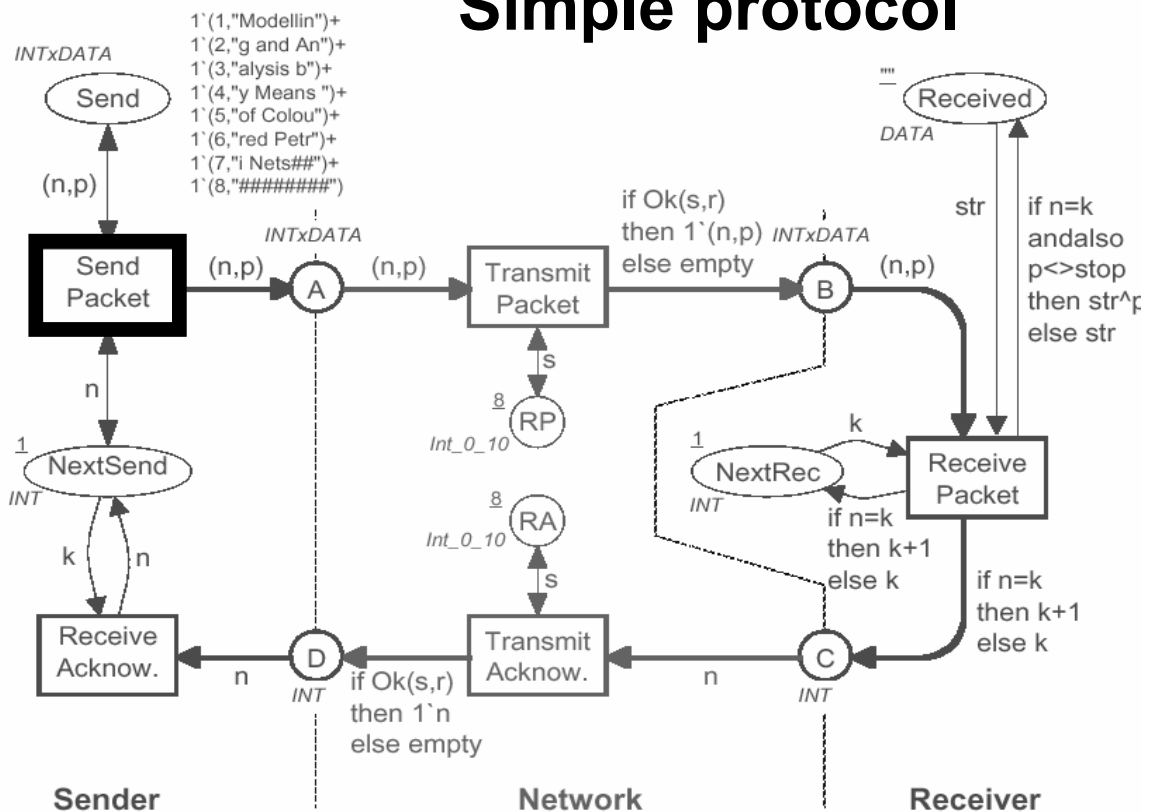 Simple protocol
1`(1,"Modellin")+
1`(2,"g and An")+
1`(3,"alysis b")+
1`(4,"y Means ")+
1`(5,"of Colou")+
1`(6,"red Petr")+
1`(7,"i Nets##")+
1`(8,"########")
INTxDATA
Send
(n,p)
Send
Packet
(n,p)
INTxDATA
A
(n,p)
Transmit
Packet
if Ok(s,r)
then 1`(n,p)
else empty
INTxDATA
B
(n,p)
""
Received
DATA
str
if n=k
andalso
p<>stop
then str^p
else str
n
1
NextSend
INT
k
n
s
8
RP
Int_0_10
8
RA
Int_0_10
s
1
NextRec
INT
k
Receive
Packet
if n=k
then k+1
else k
if n=k
then k+1
else k
Receive
Acknow.
n
D
INT
if Ok(s,r)
then 1`n
else empty
Transmit
Acknow.
n
C
INT
Sender
Network
Receiver